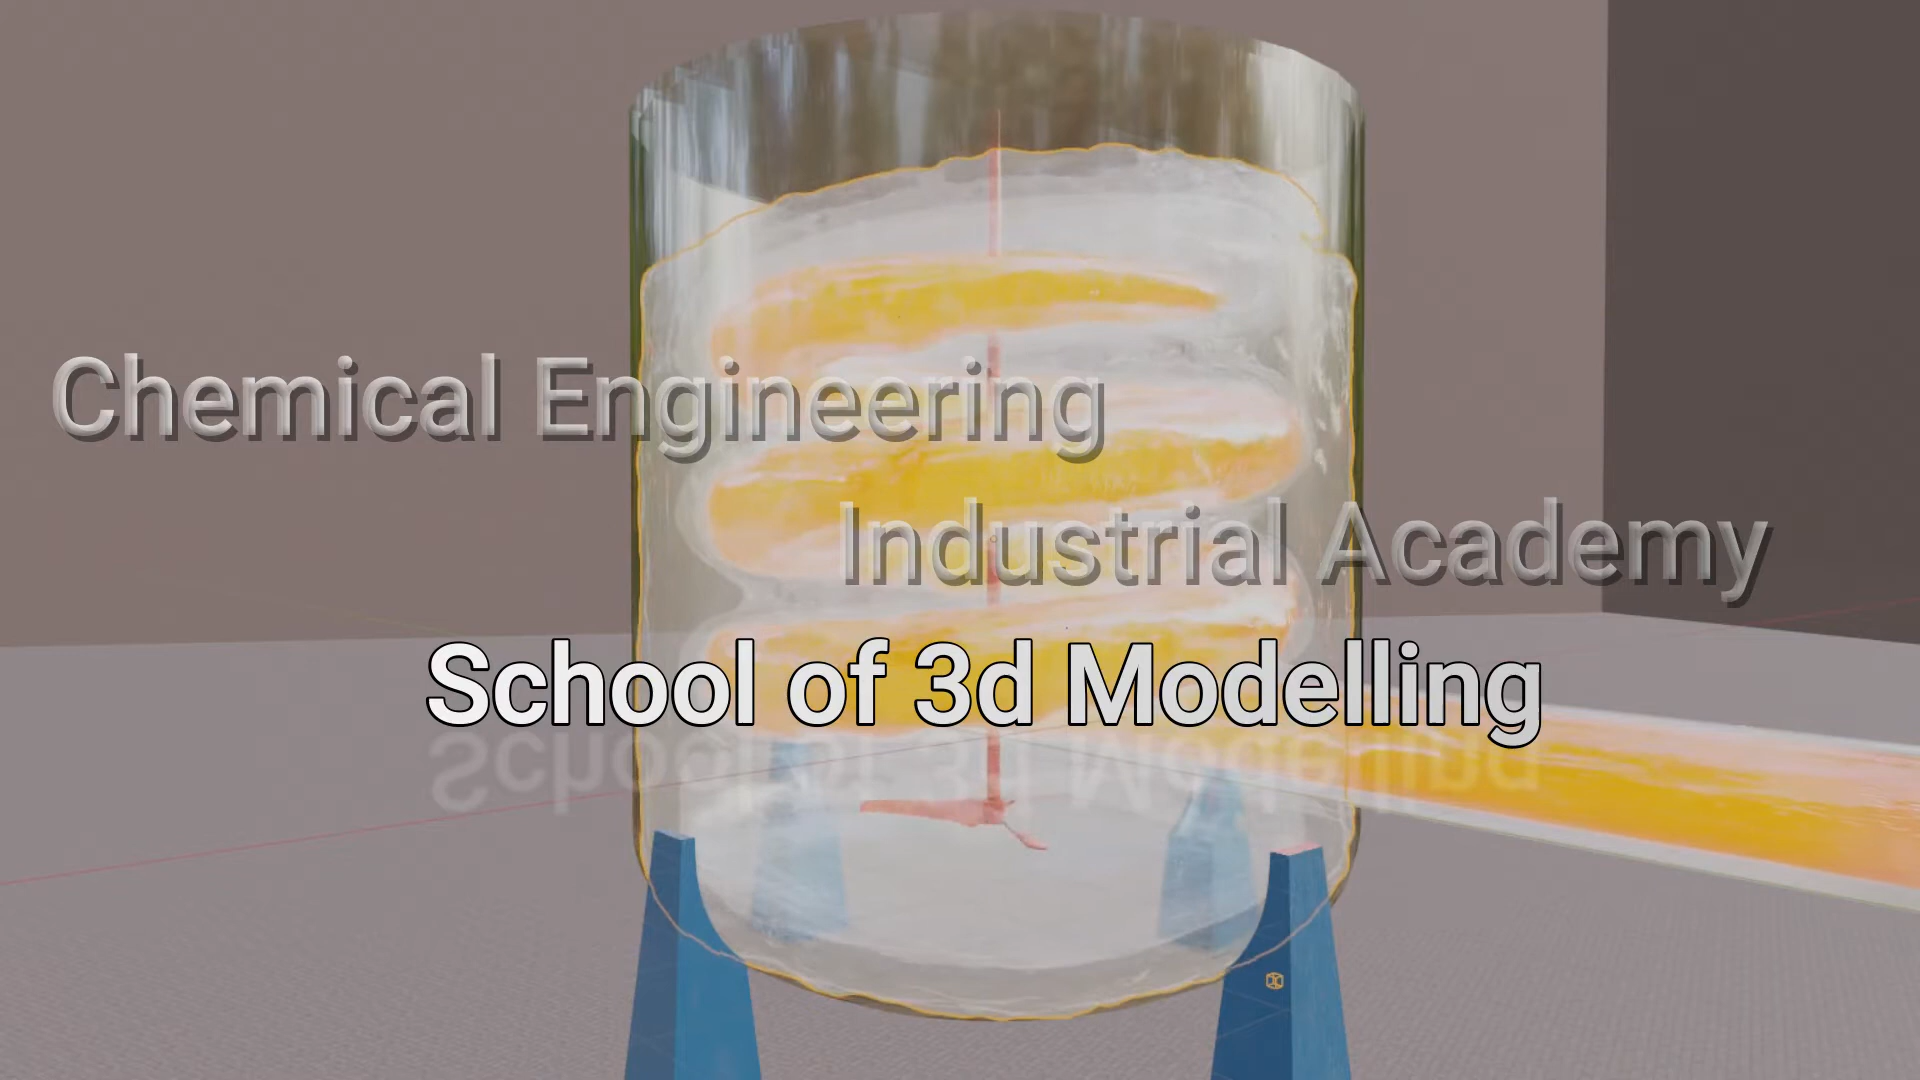 Chemical Engineering
Industrial Academy
School of 3d Modelling